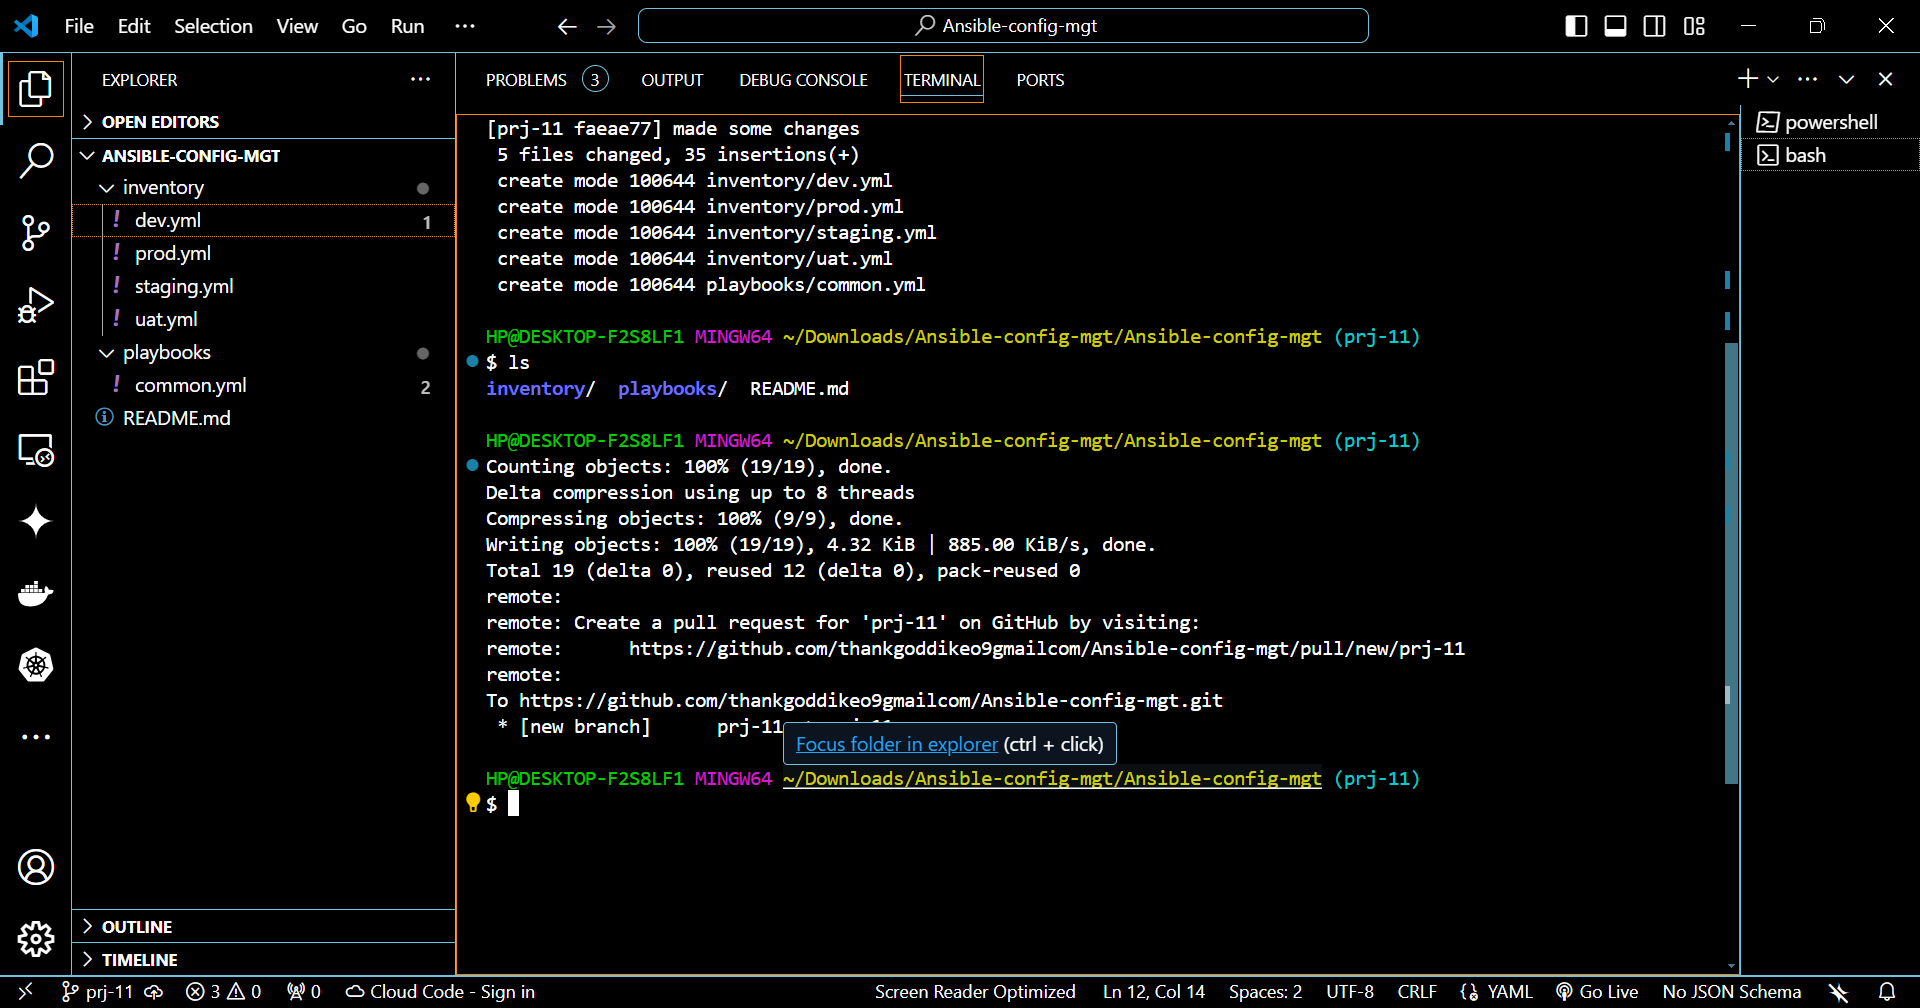 File Edit Selection View Go Run ··· Ansible-config-mgt
EXPLORER ···
OPEN EDITORS
ANSIBLE-CONFIG-MGT
inventory
! dev.yml 1
! prod.yml
! staging.yml
! uat.yml
playbooks
! common.yml 2
README.md
OUTLINE
TIMELINE
PROBLEMS 3 OUTPUT DEBUG CONSOLE TERMINAL PORTS
[prj-11 faeae77] made some changes
5 files changed, 35 insertions(+)
create mode 100644 inventory/dev.yml
create mode 100644 inventory/prod.yml
create mode 100644 inventory/staging.yml
create mode 100644 inventory/uat.yml
create mode 100644 playbooks/common.yml
HP@DESKTOP-F2S8LF1 MINGW64 ~/Downloads/Ansible-config-mgt/Ansible-config-mgt (prj-11)
$ ls
inventory/ playbooks/ README.md
HP@DESKTOP-F2S8LF1 MINGW64 ~/Downloads/Ansible-config-mgt/Ansible-config-mgt (prj-11)
Counting objects: 100% (19/19), done.
Delta compression using up to 8 threads
Compressing objects: 100% (9/9), done.
Writing objects: 100% (19/19), 4.32 KiB | 885.00 KiB/s, done.
Total 19 (delta 0), reused 12 (delta 0), pack-reused 0
remote:
remote: Create a pull request for 'prj-11' on GitHub by visiting:
remote: https://github.com/thankgoddikeo9gmailcom/Ansible-config-mgt/pull/new/prj-11
remote:
To https://github.com/thankgoddikeo9gmailcom/Ansible-config-mgt.git
* [new branch] prj-11
Focus folder in explorer (ctrl + click)
HP@DESKTOP-F2S8LF1 MINGW64 ~/Downloads/Ansible-config-mgt/Ansible-config-mgt (prj-11)
$
powershell
bash
prj-11 3 0 0 Cloud Code - Sign in Screen Reader Optimized Ln 12, Col 14 Spaces: 2 UTF-8 CRLF {} YAML Go Live No JSON Schema